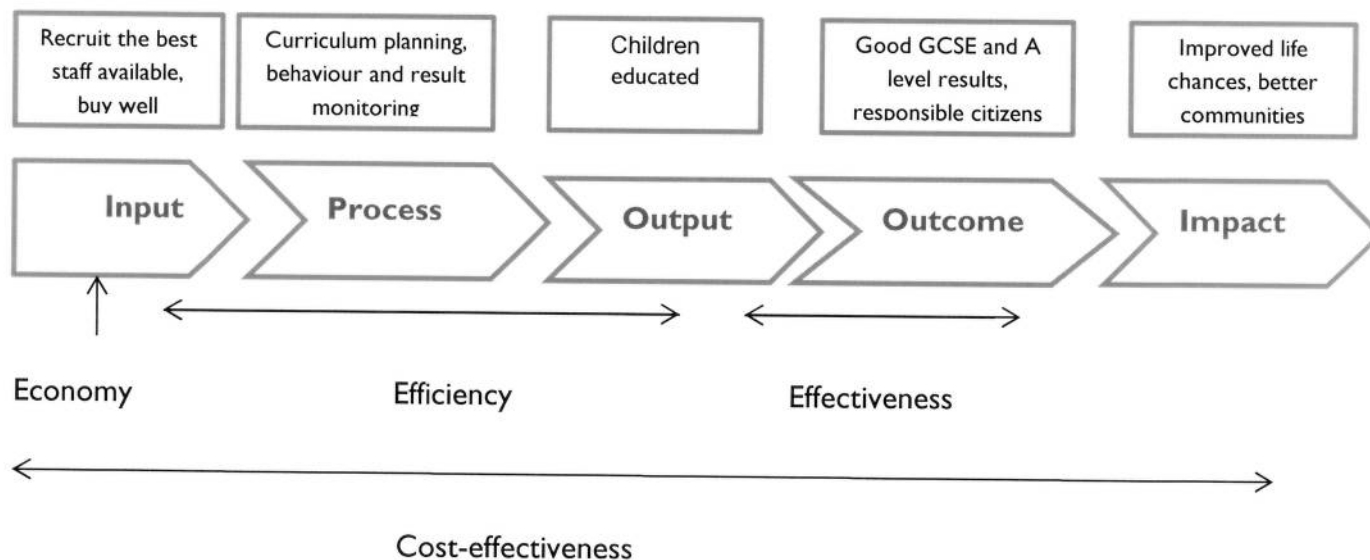 Recruit the best
staff available,
buy well
Curriculum planning,
behaviour and result
monitoring
Children
educated
Good GCSE and A
level results,
responsible citizens
Improved life
chances, better
communities
Input
Process
Output
Outcome
Impact
Economy
Efficiency
Effectiveness
Cost-effectiveness